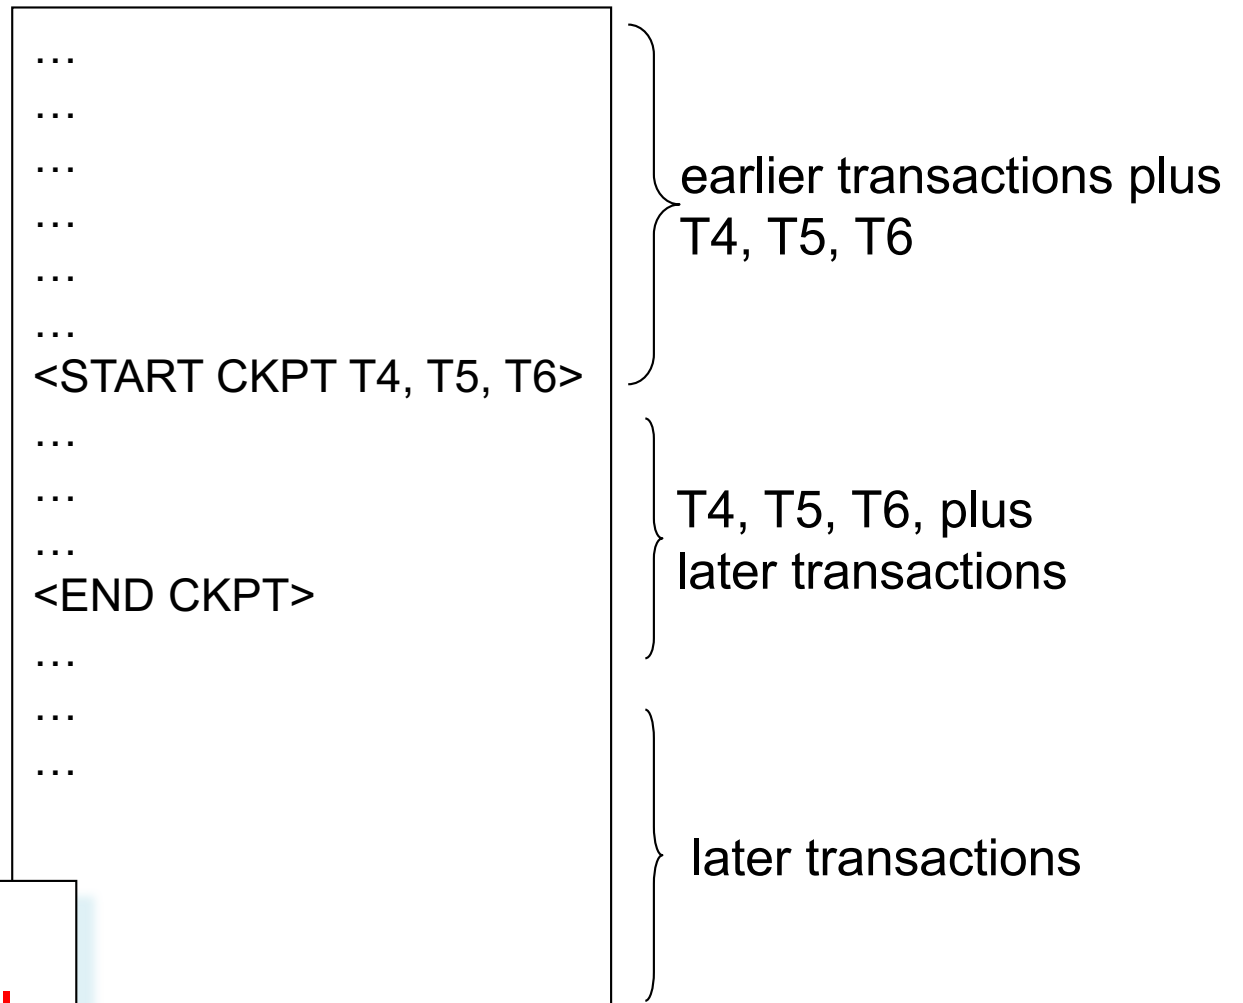 …
…
…
…
…
…
<START CKPT T4, T5, T6>
…
…
…
<END CKPT>
…
…
…
earlier transactions plus
T4, T5, T6
T4, T5, T6, plus
later transactions
later transactions